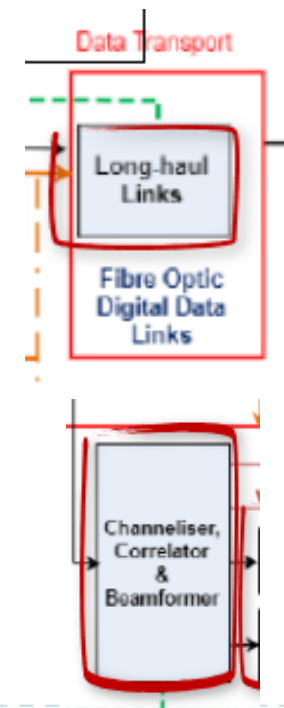 Data Transport
Long-haul
Links
Fibre Optic
Digital Data
Links
Channeliser,
Correlator
&
Beamformer